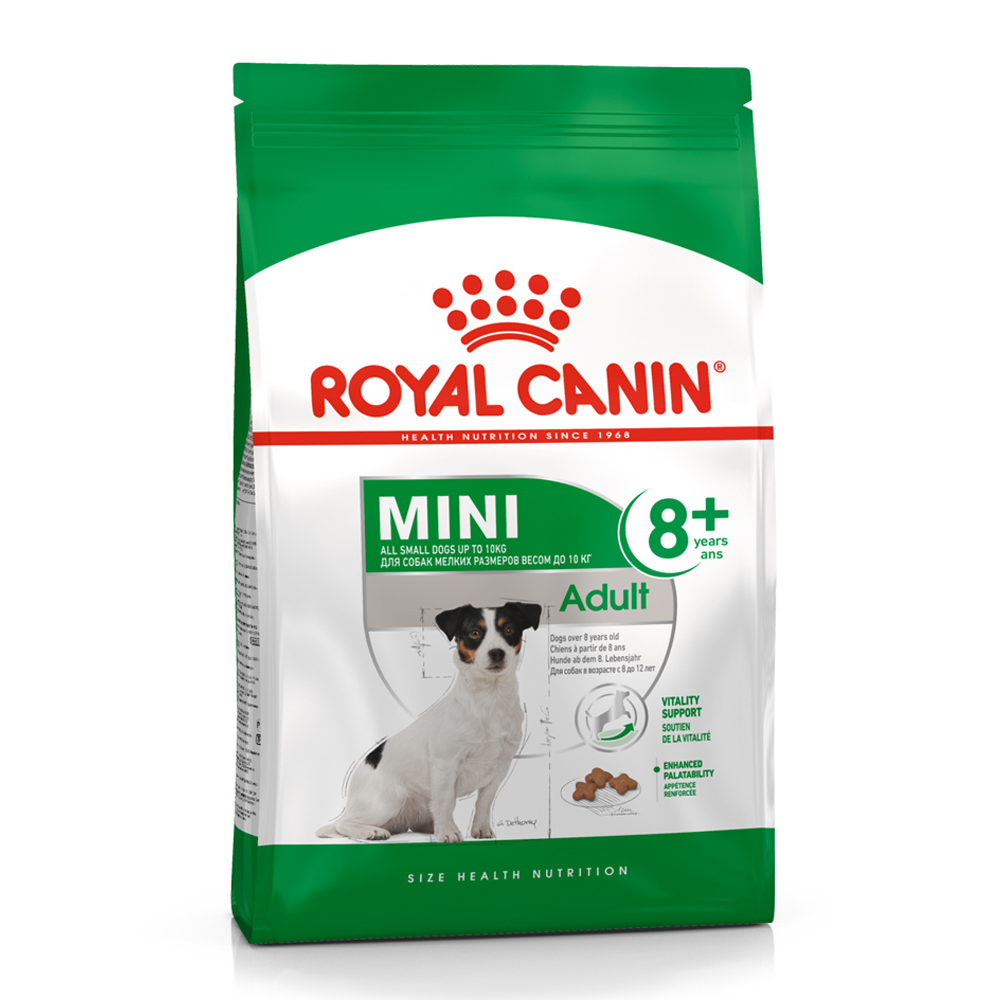 ROYAL CANIN®
HEALTH NUTRITION SINCE 1968
MINI
ALL SMALL DOGS UP TO 10KG
ДЛЯ СОБАК МЕЛКИХ РАЗМЕРОВ ВЕСОМ ДО 10 КГ
8+
years
ans
Adult
Dogs over 8 years old
Chiens à partir de 8 ans
Hunde ab dem 8. Lebensjahr
Для собак в возрасте с 8 до 12 лет
VITALITY
SUPPORT
SOUTIEN
DE LA VITALITÉ
ENHANCED
PALATABILITY
APPÉTENCE
RENFORCÉE
SIZE HEALTH NUTRITION